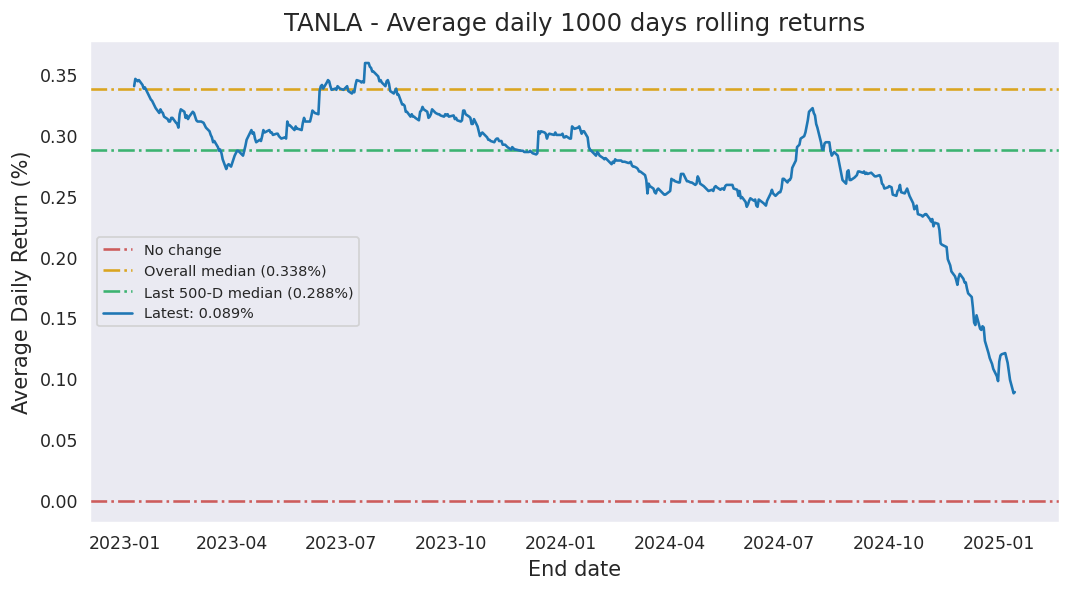 TANLA - Average daily 1000 days rolling returns
Average Daily Return (%)
0.35
0.30
0.25
0.20
0.15
0.10
0.05
0.00
No change
Overall median (0.338%)
Last 500-D median (0.288%)
Latest: 0.089%
2023-01 2023-04 2023-07 2023-10 2024-01 2024-04 2024-07 2024-10 2025-01
End date